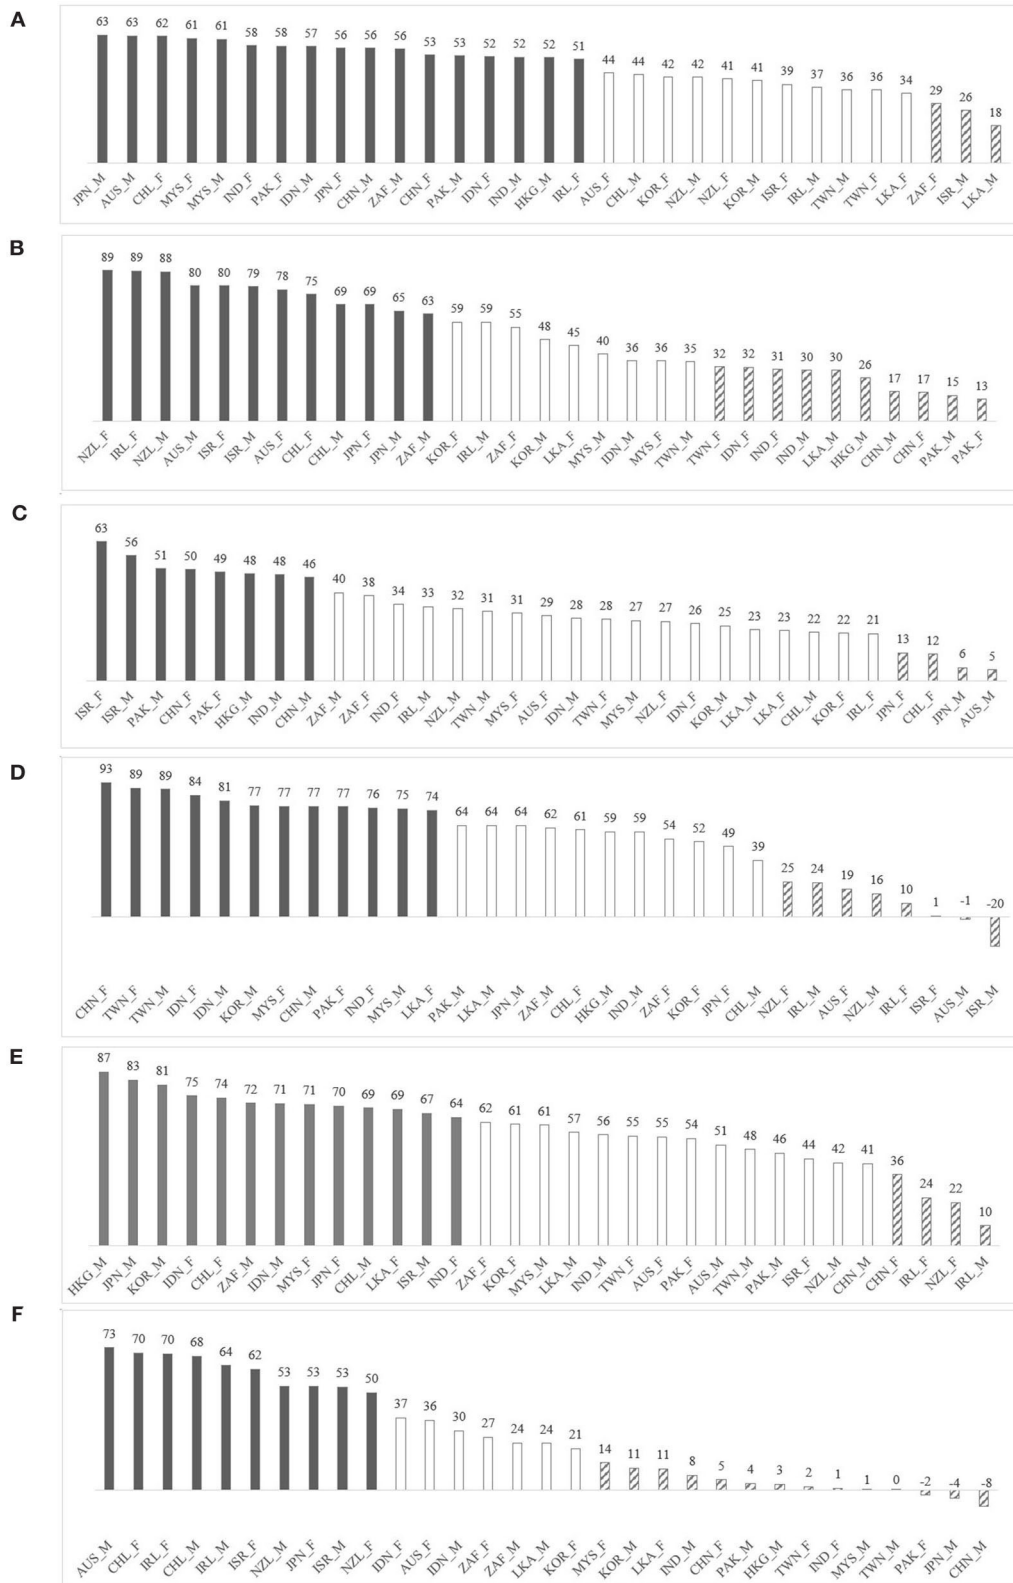 A
63 63 62 61 61 58 58 57 56 56 56 53 53 52 52 52 51 44 44 42 42 41 41 39 37 36 36 34 29 26 18
JPN_M AUS_M CHL_F MYS_F MYS_M IND_F PAK_F IDN_M JPN_F CHN_M ZAF_M CHN_F PAK_M IDN_F IND_M HKG_M IRL_F AUS_F CHL_M KOR_F NZL_M NZL_F KOR_M ISR_F IRL_M TWN_M TWN_F LKA_F ZAF_F ISR_M LKA_M
B
89 89 88 80 80 79 78 75 69 69 65 63 59 59 55 48 45 40 36 36 35 32 32 31 30 30 26 17 17 15 13
NZL_F IRL_F NZL_M AUS_M ISR_F ISR_M AUS_F CHL_F CHL_M JPN_F JPN_M ZAF_M KOR_F IRL_M ZAF_F KOR_M LKA_F MYS_M IDN_M MYS_F TWN_M TWN_F IDN_F IND_F IND_M LKA_M HKG_M CHN_M CHN_F PAK_M PAK_F
C
63 56 51 50 49 48 48 46 40 38 34 33 32 31 31 29 28 28 27 27 26 25 23 23 22 22 21 13 12 6 5
ISR_F ISR_M PAK_M CHN_F PAK_F HKG_M IND_M CHN_M ZAF_M ZAF_F IND_F IRL_M NZL_M TWN_M MYS_F AUS_F IDN_M TWN_F MYS_M NZL_F IDN_F KOR_M LKA_M LKA_F CHL_M KOR_F IRL_F JPN_F CHL_F JPN_M AUS_M
D
93 89 89 84 81 77 77 77 77 76 75 74 64 64 64 62 61 59 59 54 52 49 39 25 24 19 16 10 1 -1 -20
CHN_F TWN_F TWN_M IDN_F IDN_M KOR_M MYS_F CHN_M PAK_F IND_F MYS_M LKA_F PAK_M LKA_M JPN_M ZAF_M CHL_F HKG_M IND_M ZAF_F KOR_F JPN_F CHL_M NZL_F IRL_M AUS_F NZL_M IRL_F ISR_F AUS_M ISR_M
E
87 83 81 75 74 72 71 71 70 69 69 67 64 62 61 61 57 56 55 55 54 51 48 46 44 42 41 36 24 22 10
HKG_M JPN_M KOR_M IDN_F CHL_F ZAF_M IDN_M MYS_F JPN_F CHL_M LKA_F ISR_M IND_F ZAF_F KOR_F MYS_M LKA_M IND_M TWN_F AUS_F PAK_F AUS_M TWN_M PAK_M ISR_F NZL_M CHN_M CHN_F IRL_F NZL_F IRL_M
F
73 70 70 68 64 62 53 53 53 50 37 36 30 27 24 24 21 14 11 11 8 5 4 3 2 1 1 0 -2 -4 -8
AUS_M CHL_F IRL_F CHL_M IRL_M ISR_F NZL_M JPN_F ISR_M NZL_F IDN_F AUS_F IDN_M ZAF_F ZAF_M LKA_M KOR_F MYS_F KOR_M LKA_F IND_M CHN_F PAK_M HKG_M TWN_F IND_F MYS_M TWN_M PAK_F JPN_M CHN_M